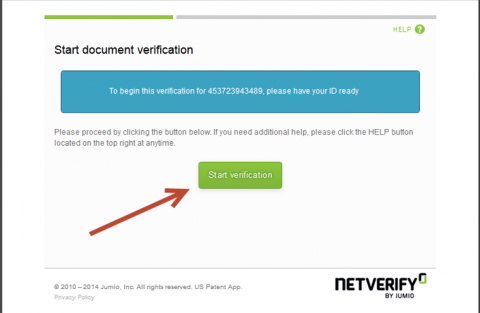 HELP ?
Start document verification
To begin this verification for 453723943489, please have your ID ready
Please proceed by clicking the button below. If you need additional help, please click the HELP button
located on the top right at anytime.
Start verification
© 2010 – 2014 Jumio, Inc. All rights reserved. US Patent App.
Privacy Policy
NETVERIFY
BY JUMIO